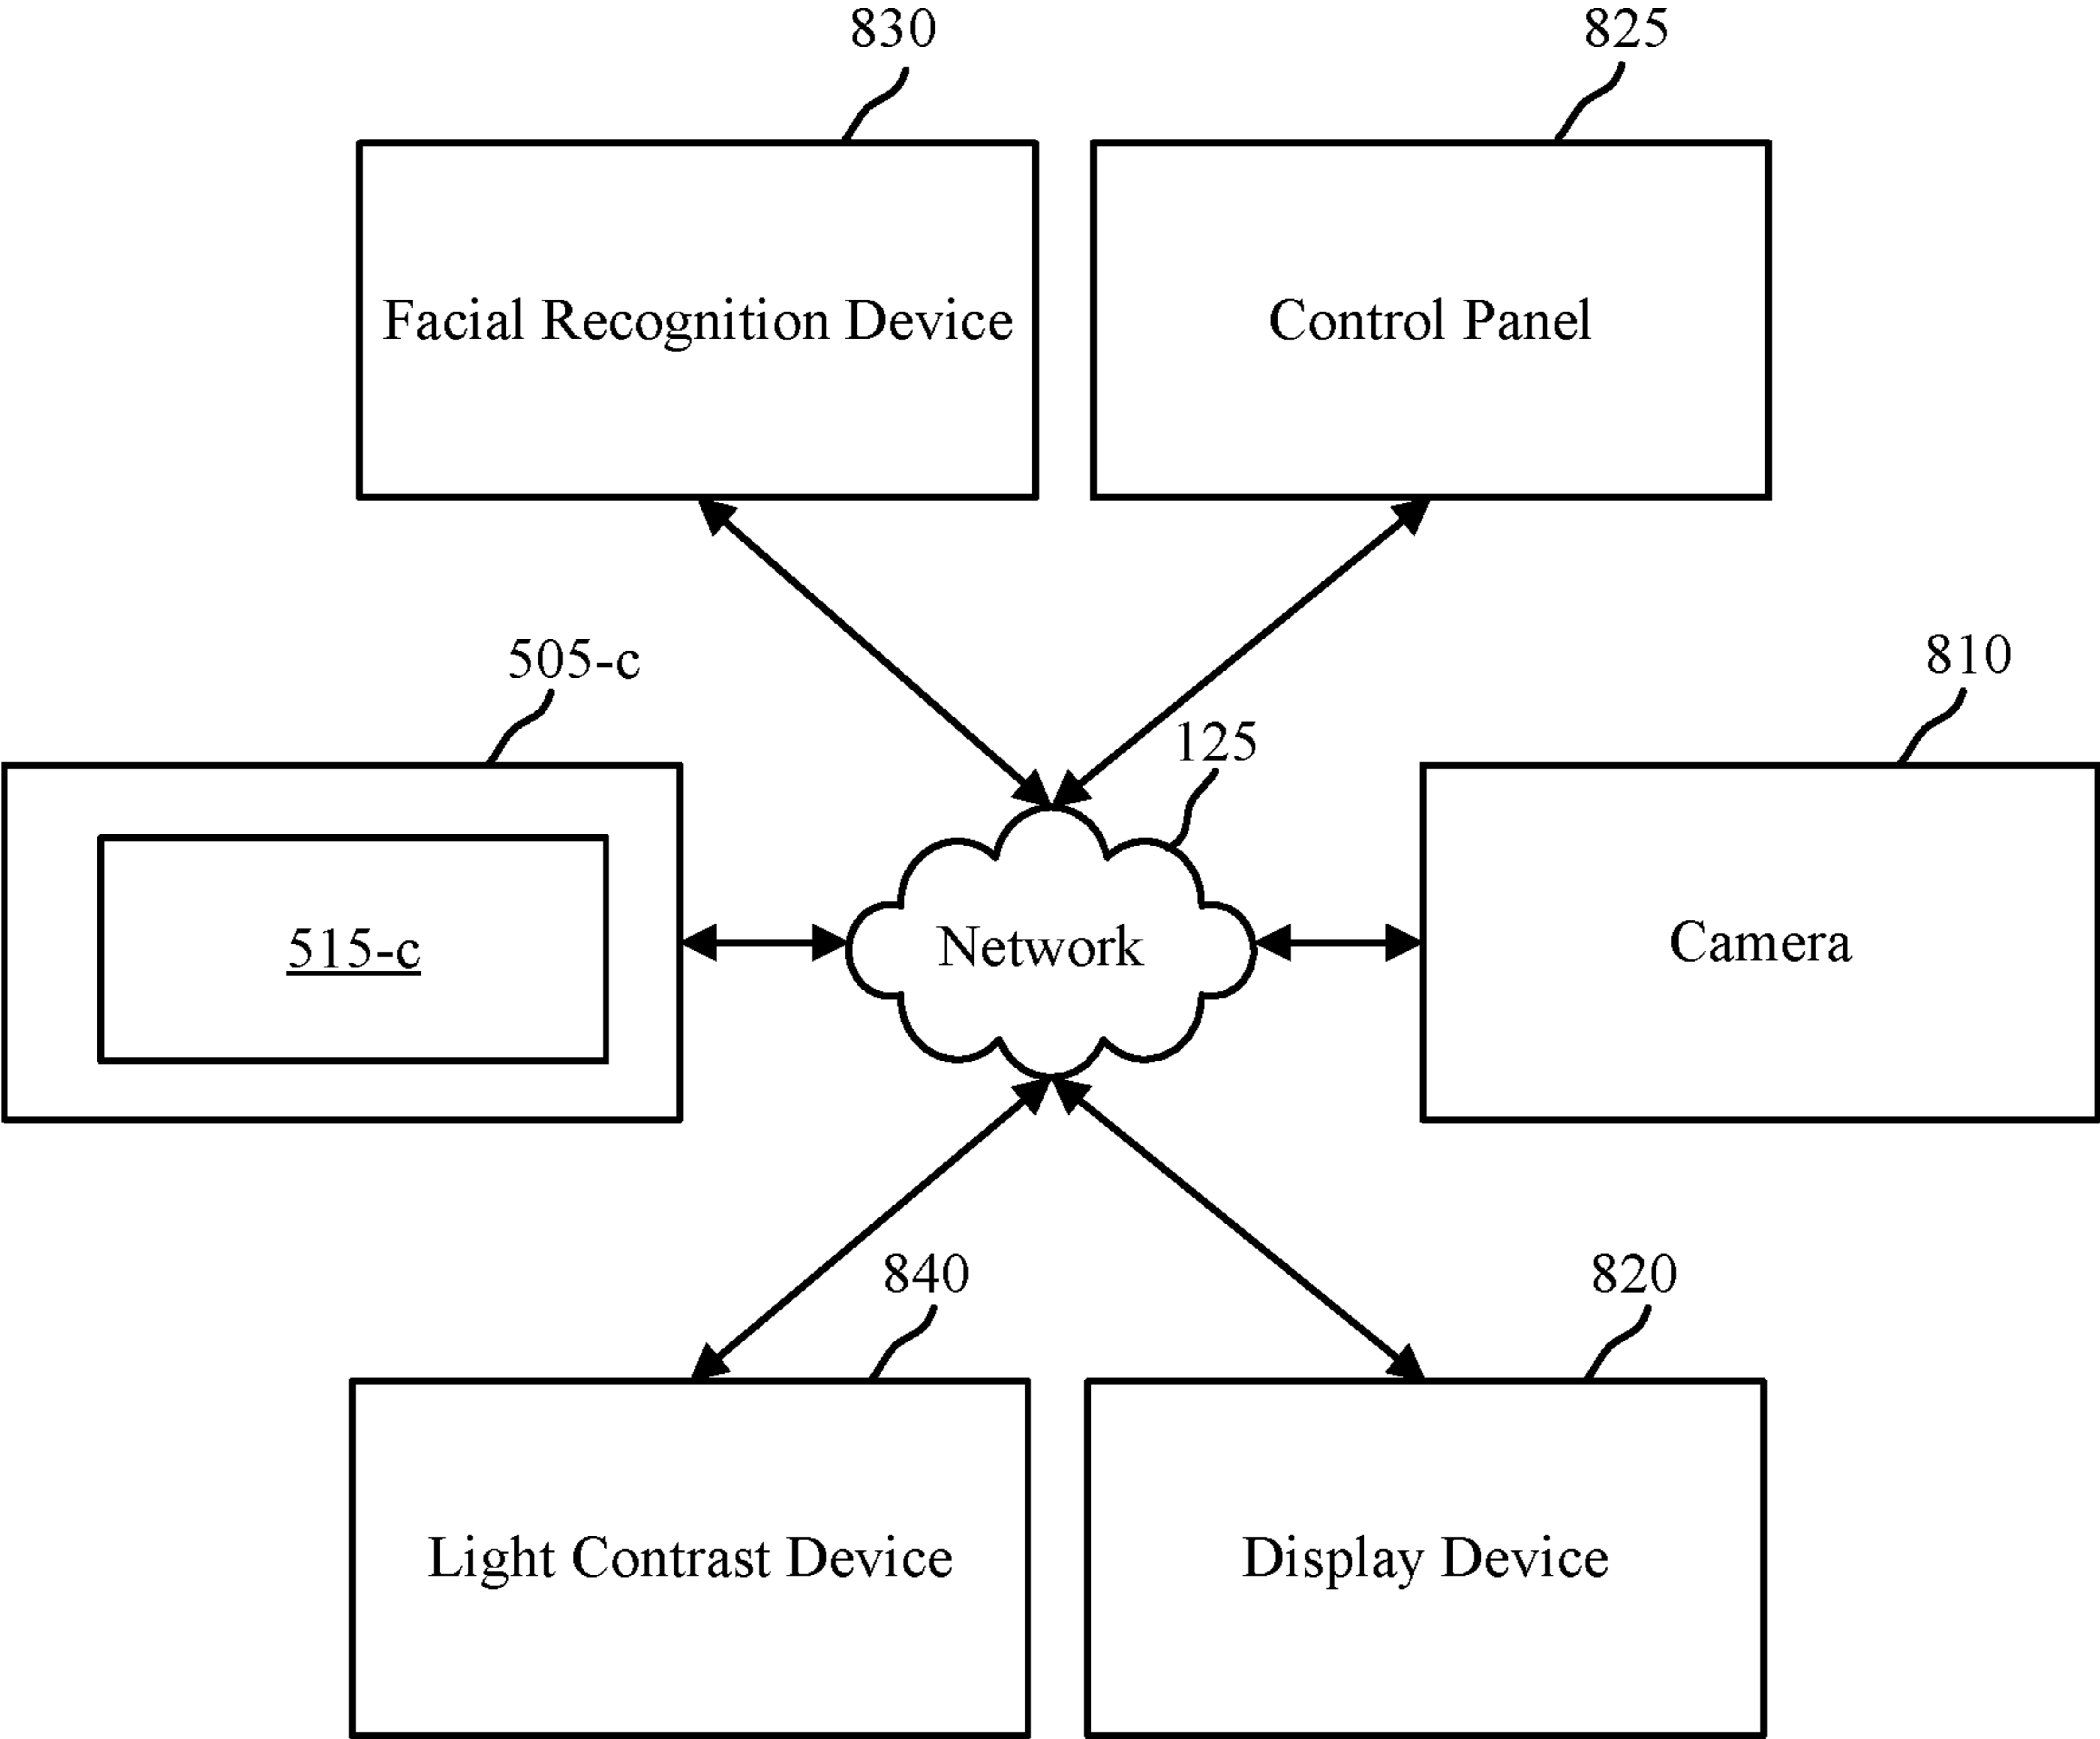 830
825
Facial Recognition Device
Control Panel
505-c
810
125
515-c
Network
Camera
840
820
Light Contrast Device
Display Device